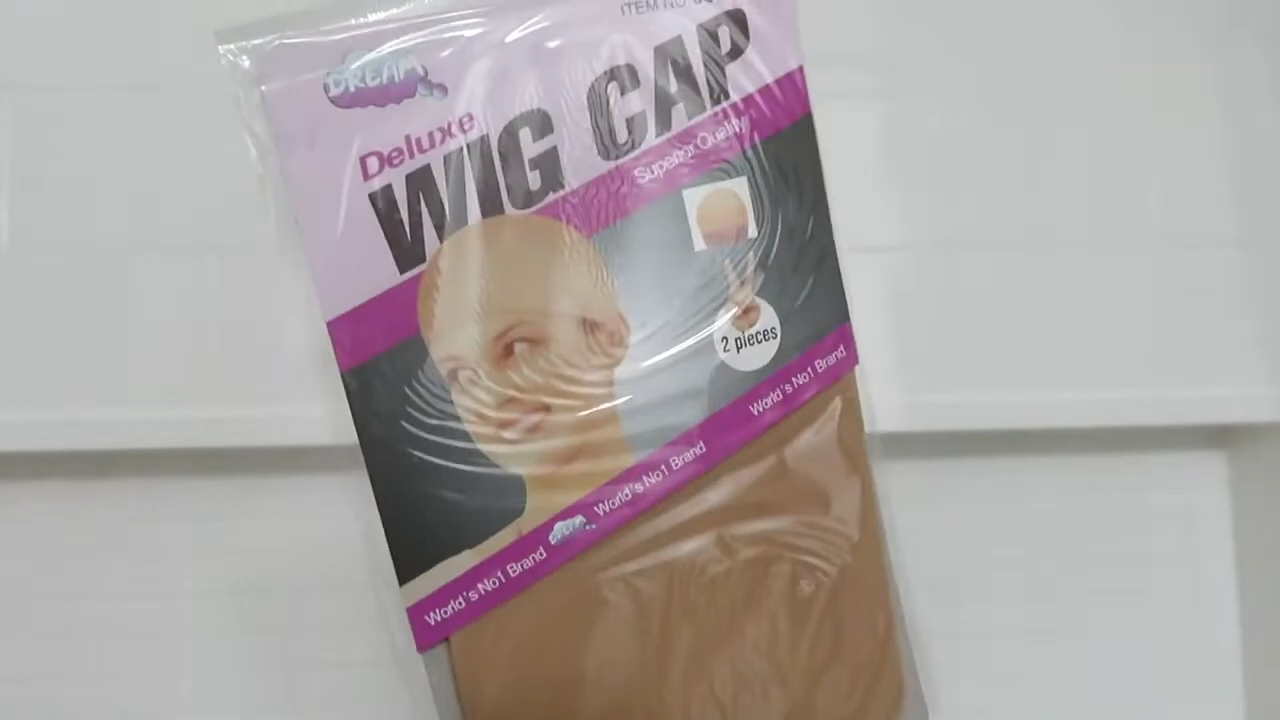 ITEM NO
DREAM
Deluxe
WIG CAP
Superior Quality
2 pieces
World's No1 Brand
DREAM
World's No1 Brand
World's No1 Brand